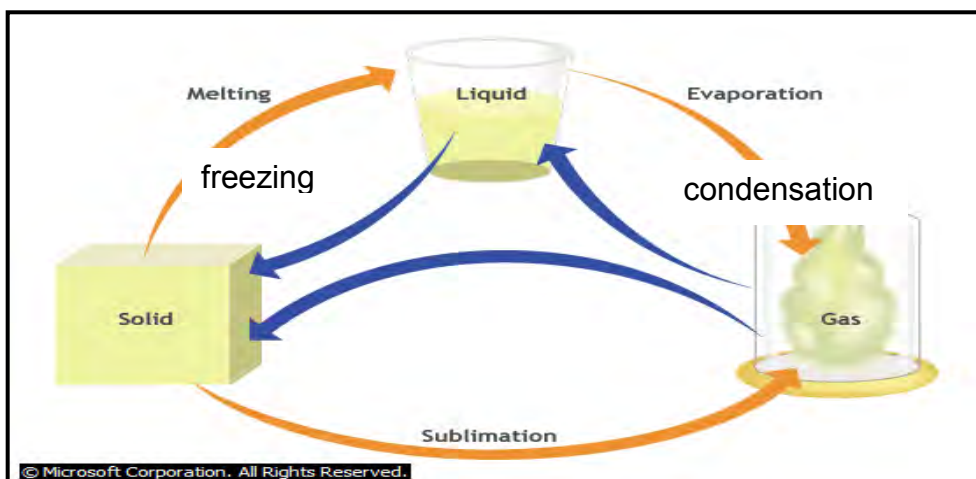 Melting
Liquid
Evaporation
freezing
condensation
Solid
Gas
Sublimation
© Microsoft Corporation. All Rights Reserved.